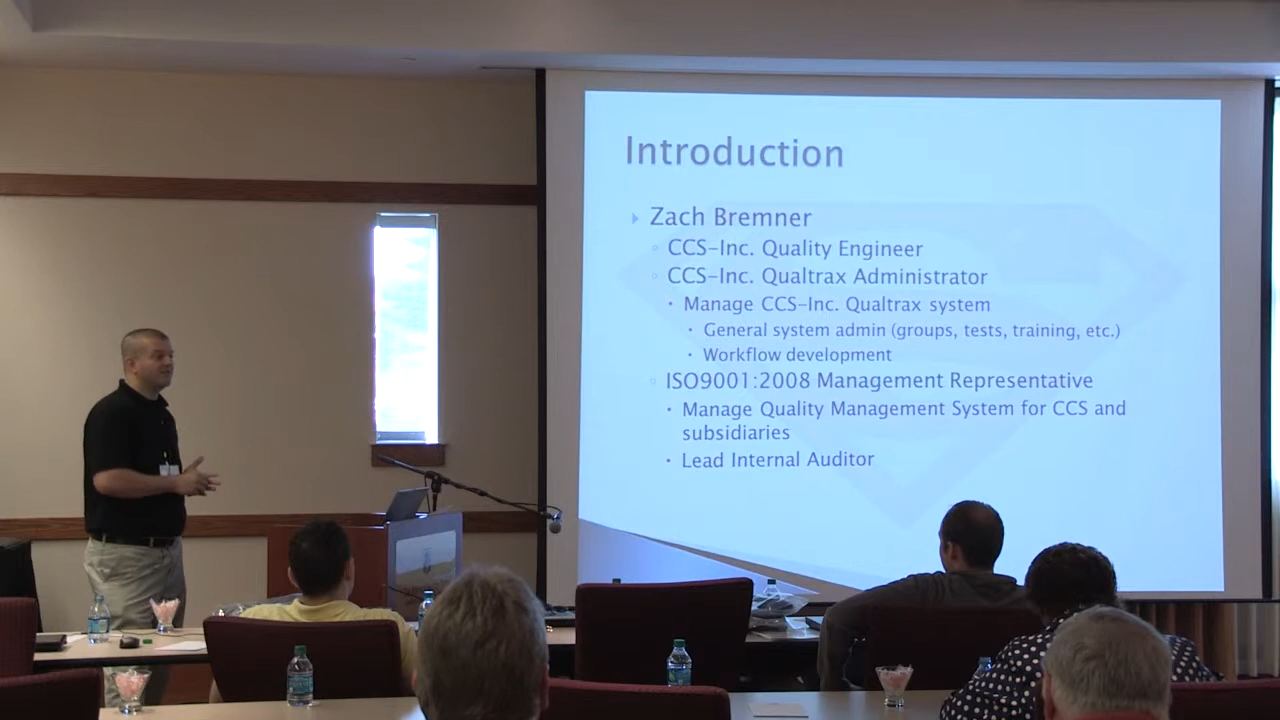 Introduction
Zach Bremner
CCS-Inc. Quality Engineer
CCS-Inc. Qualtrax Administrator
Manage CCS-Inc. Qualtrax system
General system admin (groups, tests, training, etc.)
Workflow development
ISO9001:2008 Management Representative
Manage Quality Management System for CCS and
subsidiaries
Lead Internal Auditor